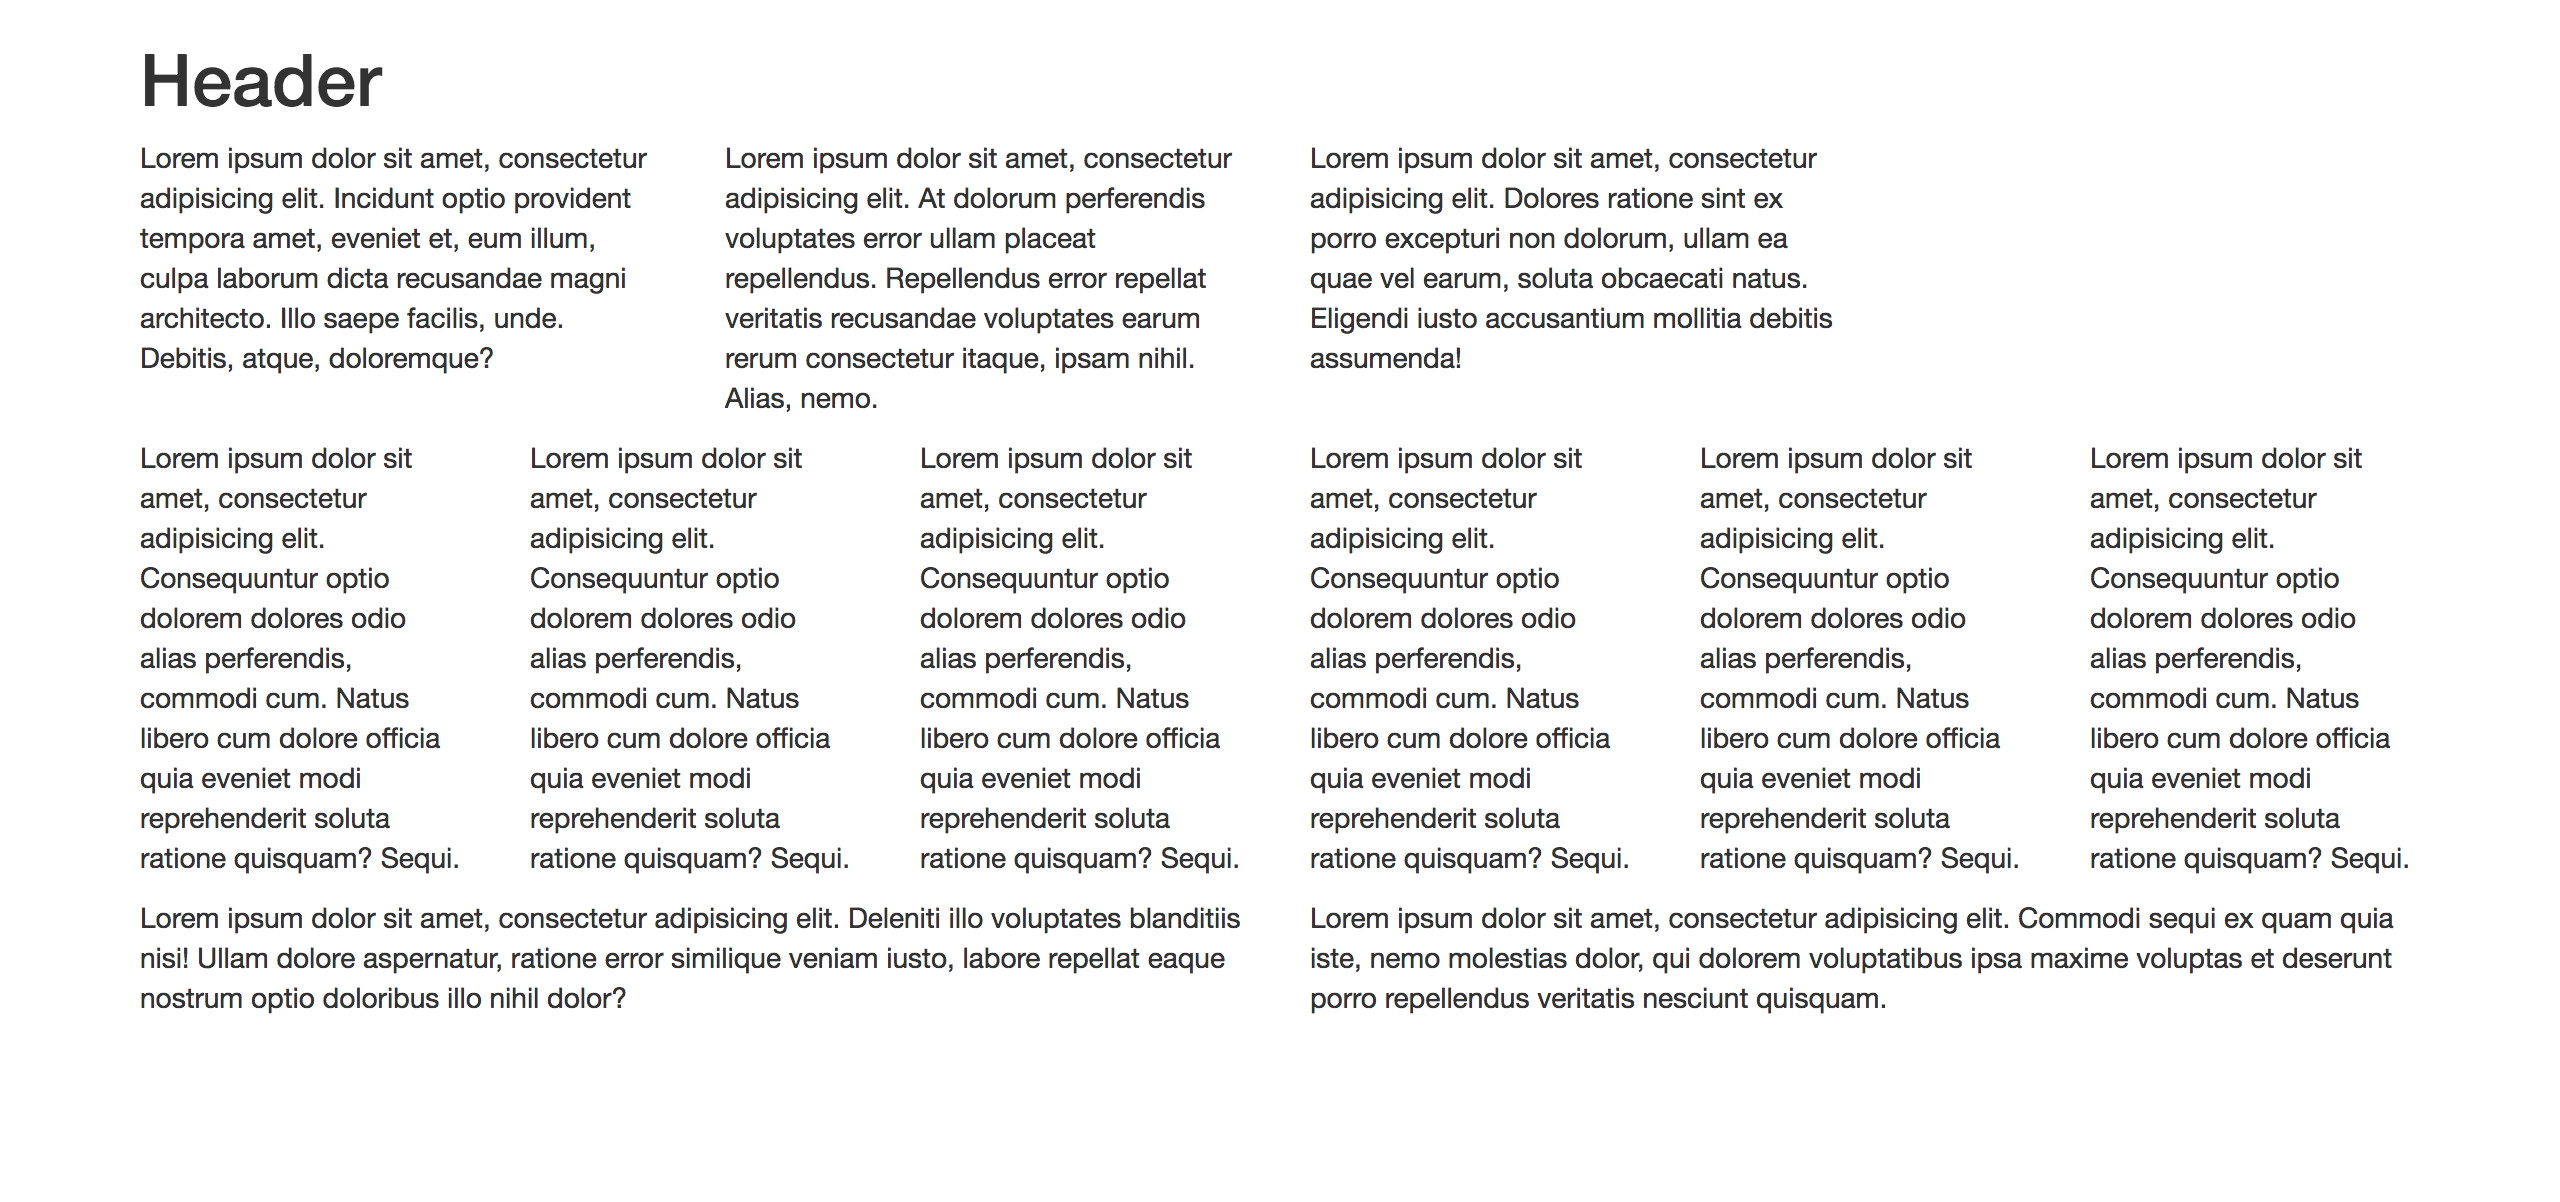 Header
Lorem ipsum dolor sit amet, consectetur
adipisicing elit. Incidunt optio provident
tempora amet, eveniet et, eum illum,
culpa laborum dicta recusandae magni
architecto. Illo saepe facilis, unde.
Debitis, atque, doloremque?
Lorem ipsum dolor sit amet, consectetur
adipisicing elit. At dolorum perferendis
voluptates error ullam placeat
repellendus. Repellendus error repellat
veritatis recusandae voluptates earum
rerum consectetur itaque, ipsam nihil.
Alias, nemo.
Lorem ipsum dolor sit amet, consectetur
adipisicing elit. Dolores ratione sint ex
porro excepturi non dolorum, ullam ea
quae vel earum, soluta obcaecati natus.
Eligendi iusto accusantium mollitia debitis
assumenda!
Lorem ipsum dolor sit
amet, consectetur
adipisicing elit.
Consequuntur optio
dolorem dolores odio
alias perferendis,
commodi cum. Natus
libero cum dolore officia
quia eveniet modi
reprehenderit soluta
ratione quisquam? Sequi.
Lorem ipsum dolor sit
amet, consectetur
adipisicing elit.
Consequuntur optio
dolorem dolores odio
alias perferendis,
commodi cum. Natus
libero cum dolore officia
quia eveniet modi
reprehenderit soluta
ratione quisquam? Sequi.
Lorem ipsum dolor sit
amet, consectetur
adipisicing elit.
Consequuntur optio
dolorem dolores odio
alias perferendis,
commodi cum. Natus
libero cum dolore officia
quia eveniet modi
reprehenderit soluta
ratione quisquam? Sequi.
Lorem ipsum dolor sit
amet, consectetur
adipisicing elit.
Consequuntur optio
dolorem dolores odio
alias perferendis,
commodi cum. Natus
libero cum dolore officia
quia eveniet modi
reprehenderit soluta
ratione quisquam? Sequi.
Lorem ipsum dolor sit
amet, consectetur
adipisicing elit.
Consequuntur optio
dolorem dolores odio
alias perferendis,
commodi cum. Natus
libero cum dolore officia
quia eveniet modi
reprehenderit soluta
ratione quisquam? Sequi.
Lorem ipsum dolor sit
amet, consectetur
adipisicing elit.
Consequuntur optio
dolorem dolores odio
alias perferendis,
commodi cum. Natus
libero cum dolore officia
quia eveniet modi
reprehenderit soluta
ratione quisquam? Sequi.
Lorem ipsum dolor sit amet, consectetur adipisicing elit. Deleniti illo voluptates blanditiis
nisi! Ullam dolore aspernatur, ratione error similique veniam iusto, labore repellat eaque
nostrum optio doloribus illo nihil dolor?
Lorem ipsum dolor sit amet, consectetur adipisicing elit. Commodi sequi ex quam quia
iste, nemo molestias dolor, qui dolorem voluptatibus ipsa maxime voluptas et deserunt
porro repellendus veritatis nesciunt quisquam.